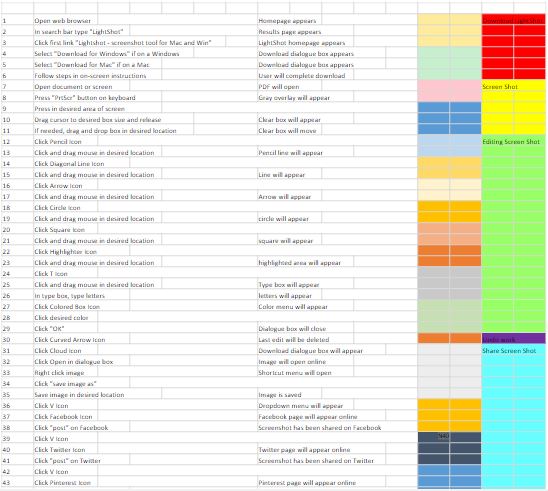 1 Open web browser Homepage appears Download LightShot
2 In search bar type "LightShot" Results page appears
3 Click first link "Lightshot - screenshot tool for Mac and Win" LightShot homepage appears
4 Select "Download for Windows" if on a Windows Download dialogue box appears
5 Select "Download for Mac" if on a Mac Download dialogue box appears
6 Follow steps in on-screen instructions User will complete download
7 Open document or screen PDF will open Screen Shot
8 Press "PrtScr" button on keyboard Gray overlay will appear
9 Press in desired area of screen
10 Drag cursor to desired box size and release Clear box will appear
11 If needed, drag and drop box in desired location Clear box will move
12 Click Pencil Icon Editing Screen Shot
13 Click and drag mouse in desired location Pencil line will appear
14 Click Diagonal Line Icon
15 Click and drag mouse in desired location Line will appear
16 Click Arrow Icon
17 Click and drag mouse in desired location Arrow will appear
18 Click Circle Icon
19 Click and drag mouse in desired location circle will appear
20 Click Square Icon
21 Click and drag mouse in desired location square will appear
22 Click Highlighter Icon
23 Click and drag mouse in desired location highlighted area will appear
24 Click T Icon
25 Click and drag mouse in desired location Type box will appear
26 In type box, type letters letters will appear
27 Click Colored Box Icon Color menu will appear
28 Click desired color
29 Click "OK" Dialogue box will close
30 Click Curved Arrow Icon Last edit will be deleted Undo work
31 Click Cloud Icon Download dialogue box will appear Share Screen Shot
32 Click Open in dialogue box Image will open online
33 Right click image Shortcut menu will open
34 Click "save image as"
35 Save image in desired location Image is saved
36 Click V Icon Dropdown menu will appear
37 Click Facebook Icon Facebook page will appear online
38 Click "post" on Facebook Screenshot has been shared on Facebook
39 Click V Icon N40
40 Click Twitter Icon Twitter page will appear online
41 Click "post" on Twitter Screenshot has been shared on Twitter
42 Click V Icon
43 Click Pinterest Icon Pinterest page will appear online